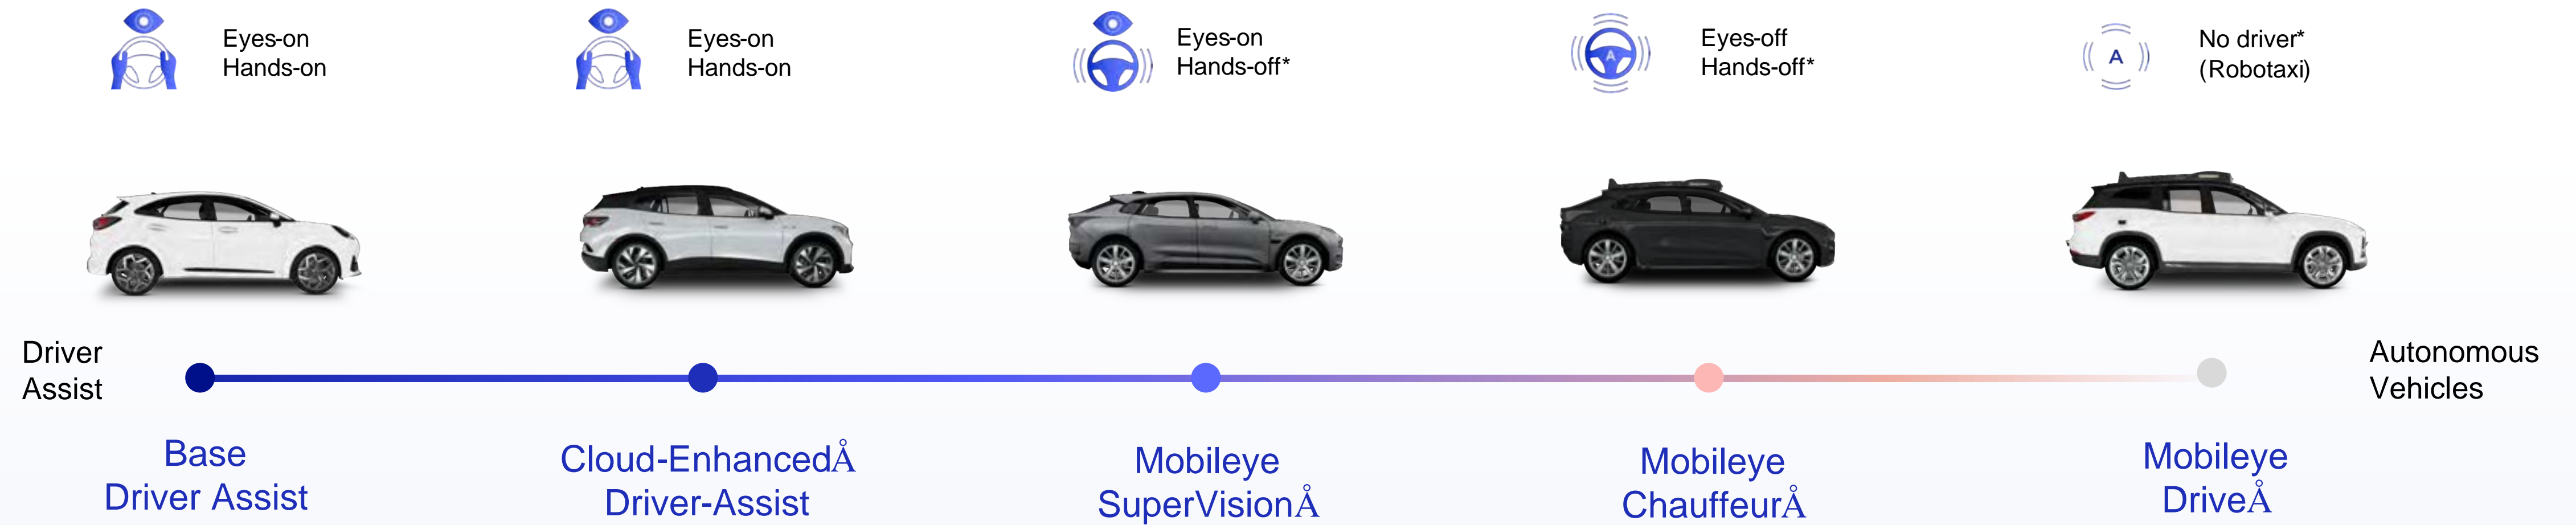 Eyes-on
Hands-on
Eyes-on
Hands-on
Eyes-on
Hands-off*
Eyes-off
Hands-off*
A
No driver*
(Robotaxi)
A
Driver
Assist
Autonomous
Vehicles
Base
Driver Assist
Cloud-EnhancedÅ
Driver-Assist
Mobileye
SuperVisionÅ
Mobileye
ChauffeurÅ
Mobileye
DriveÅ